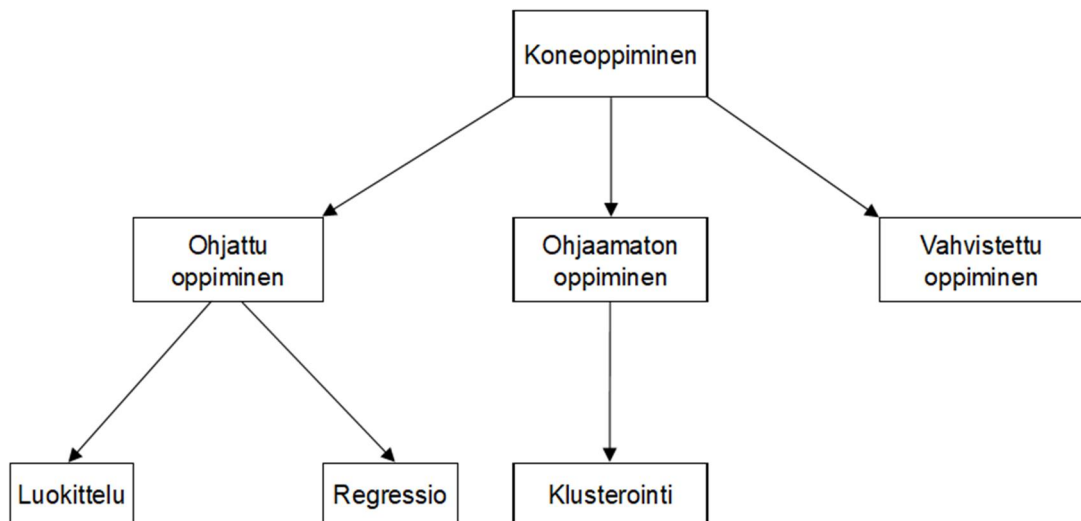 Koneoppiminen
Ohjattu
oppiminen
Ohjaamaton
oppiminen
Vahvistettu
oppiminen
Luokittelu
Regressio
Klusterointi